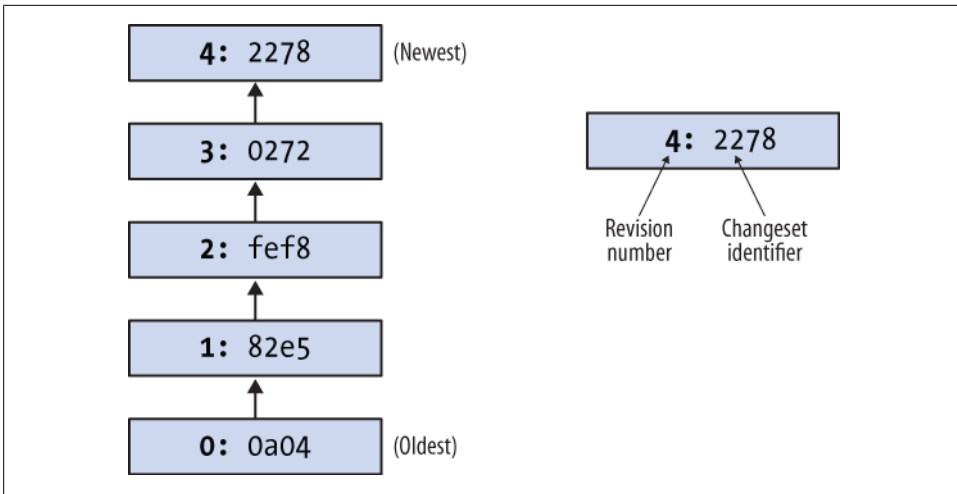 4: 2278
(Newest)
3: 0272
2: fef8
1: 82e5
0: 0a04
(Oldest)
4: 2278
Revision
number
Changeset
identifier